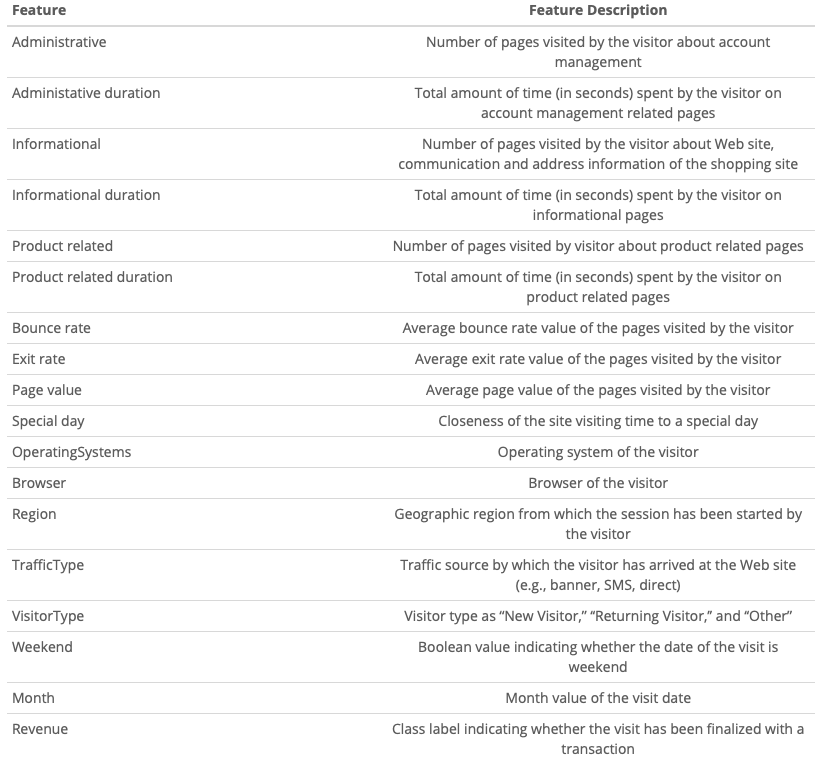 Feature Feature Description
Administrative Number of pages visited by the visitor about account
management
Administative duration Total amount of time (in seconds) spent by the visitor on
account management related pages
Informational Number of pages visited by the visitor about Web site,
communication and address information of the shopping site
Informational duration Total amount of time (in seconds) spent by the visitor on
informational pages
Product related Number of pages visited by visitor about product related pages
Product related duration Total amount of time (in seconds) spent by the visitor on
product related pages
Bounce rate Average bounce rate value of the pages visited by the visitor
Exit rate Average exit rate value of the pages visited by the visitor
Page value Average page value of the pages visited by the visitor
Special day Closeness of the site visiting time to a special day
OperatingSystems Operating system of the visitor
Browser Browser of the visitor
Region Geographic region from which the session has been started by
the visitor
TrafficType Traffic source by which the visitor has arrived at the Web site
(e.g., banner, SMS, direct)
VisitorType Visitor type as “New Visitor,” “Returning Visitor,” and “Other”
Weekend Boolean value indicating whether the date of the visit is
weekend
Month Month value of the visit date
Revenue Class label indicating whether the visit has been finalized with a
transaction